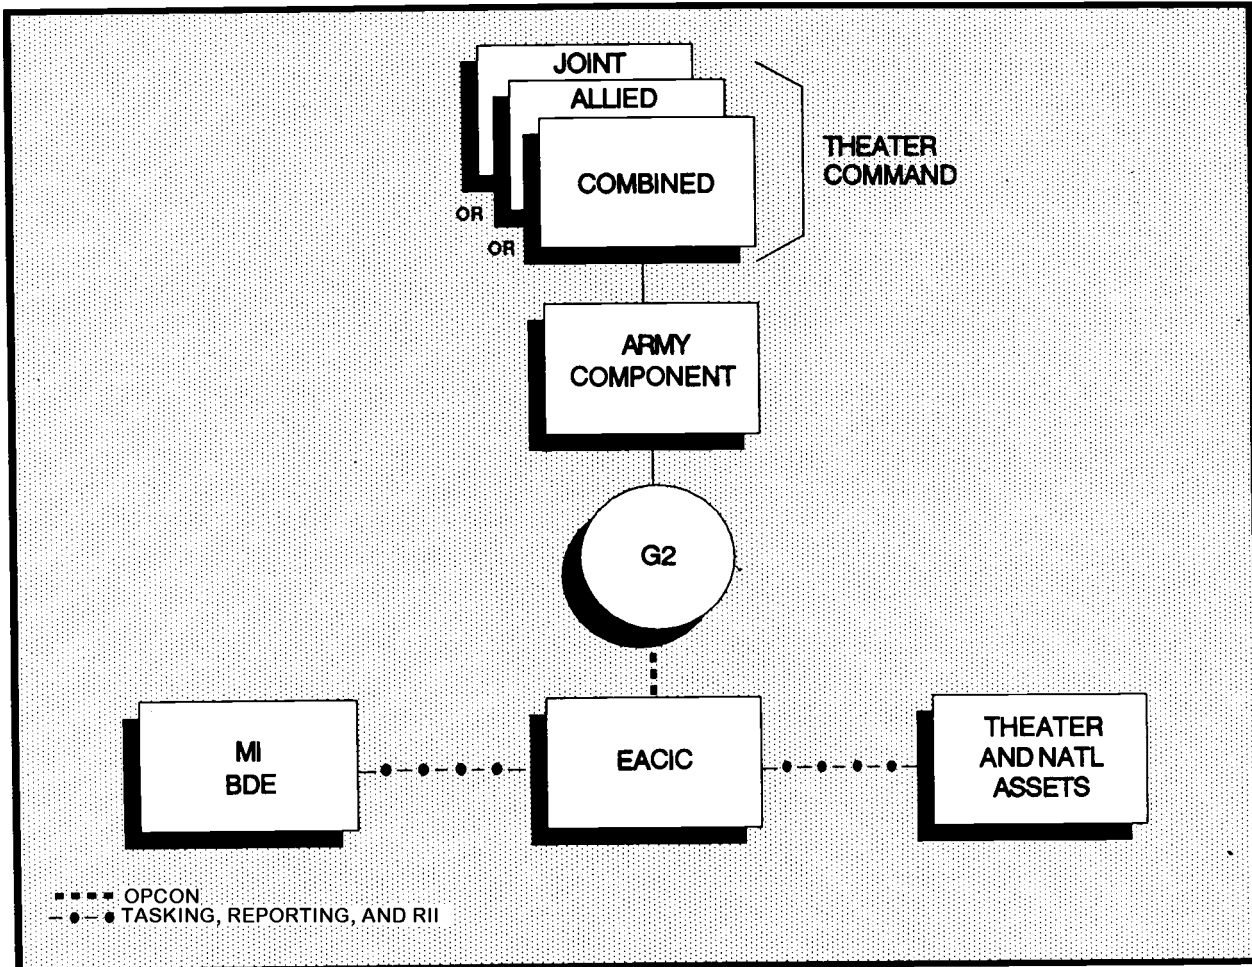 JOINT
ALLIED
COMBINED
OR
OR
THEATER
COMMAND
ARMY
COMPONENT
G2
MI
BDE
EACIC
THEATER
AND NATL
ASSETS
OPCON
TASKING, REPORTING, AND RII